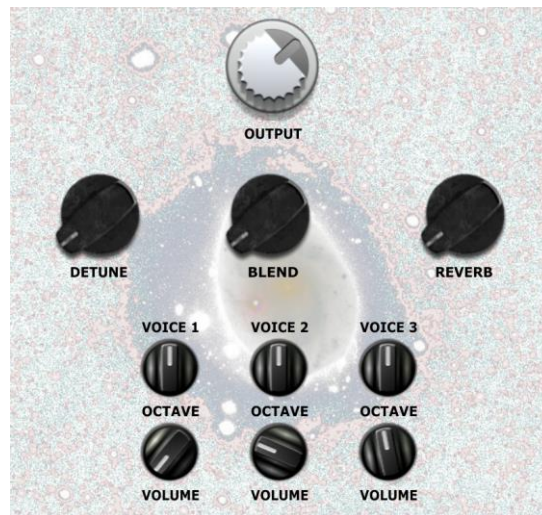 OUTPUT
DETUNE BLEND REVERB
VOICE 1 VOICE 2 VOICE 3
OCTAVE OCTAVE OCTAVE
VOLUME VOLUME VOLUME